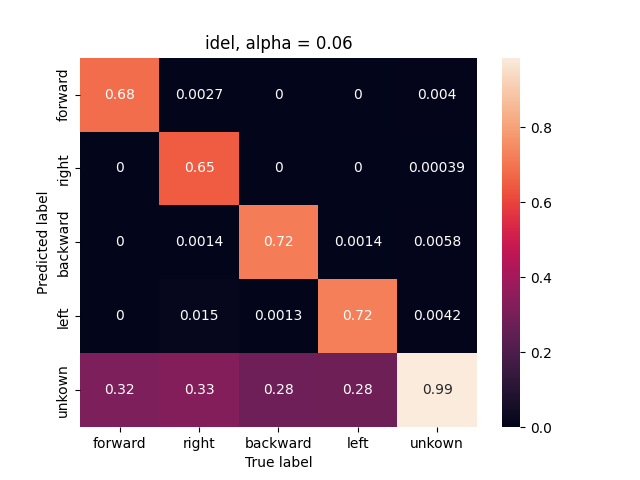 idel, alpha = 0.06
forward 0.68 0.0027 0 0 0.004
right 0 0.65 0 0 0.00039
backward 0 0.0014 0.72 0.0014 0.0058
left 0 0.015 0.0013 0.72 0.0042
unkown 0.32 0.33 0.28 0.28 0.99
forward right backward left unkown
True label
Predicted label
0.8
0.6
0.4
0.2
0.0